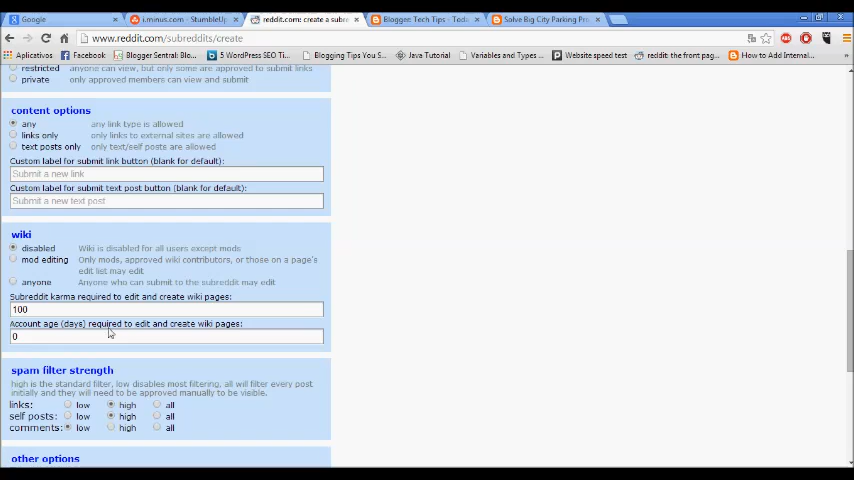 Google
i.minus.com - StumbleU
reddit.com: create a subre
Blogger Tech Tips - Toda
Solve Big City Parking Pr
www.reddit.com/subreddits/create
Aplicativos
Facebook
Blogger Sentral: Blo...
5 WordPress SEO Ti...
Blogging Tips You S...
Java Tutorial
Variables and Types ...
Website speed test
reddit: the front pag...
How to Add Internal...
restricted anyone can view, but only some are approved to submit links
private only approved members can view and submit
content options
any any link type is allowed
links only only links to external sites are allowed
text posts only only text/self posts are allowed
Custom label for submit link button (blank for default):
Submit a new link
Custom label for submit text post button (blank for default):
Submit a new text post
wiki
disabled Wiki is disabled for all users except mods
mod editing Only mods, approved wiki contributors, or those on a page's
edit list may edit
anyone Anyone who can submit to the subreddit may edit
Subreddit karma required to edit and create wiki pages:
100
Account age (days) required to edit and create wiki pages:
0
spam filter strength
high is the standard filter, low disables most filtering, all will filter every post
initially and they will need to be approved manually to be visible.
links: low high all
self posts: low high all
comments: low high all
other options